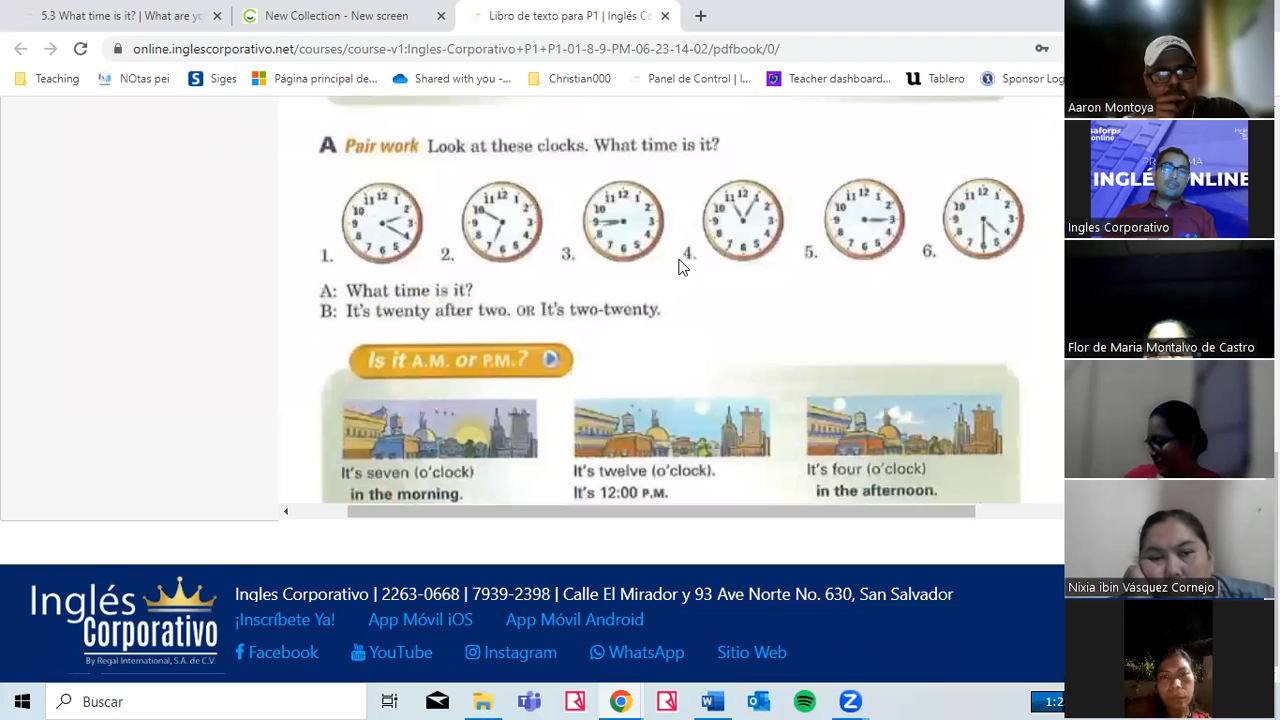 5.3 What time is it? | What are yo
New Collection - New screen
Libro de texto para P1 | Inglés Co
online.inglescorporativo.net/courses/course-v1:Ingles-Corporativo+P1+P1-01-8-9-PM-06-23-14-02/pdfbook/0/
Teaching
NOtas pei
Siges
Página principal de...
Shared with you -...
Christian000
Panel de Control | I...
Teacher dashboard...
Tablero
Sponsor Log
A Pair work Look at these clocks. What time is it?
1. 2. 3. 4. 5. 6.
A: What time is it?
B: It's twenty after two. OR It's two-twenty.
Is it A.M. or P.M.?
It's seven (o'clock)
in the morning.
It's twelve (o'clock).
It's 12:00 P.M.
It's four (o'clock)
in the afternoon.
Inglés
Corporativo
By Regal International, S.A. de C.V.
Ingles Corporativo | 2263-0668 | 7939-2398 | Calle El Mirador y 93 Ave Norte No. 630, San Salvador
¡Inscríbete Ya!
App Móvil iOS
App Móvil Android
Facebook
YouTube
Instagram
WhatsApp
Sitio Web
Buscar
1:2
Aaron Montoya
INGLÉ NLINE
Ingles Corporativo
Flor de Maria Montalvo de Castro
Nixia ibin Vásquez Cornejo